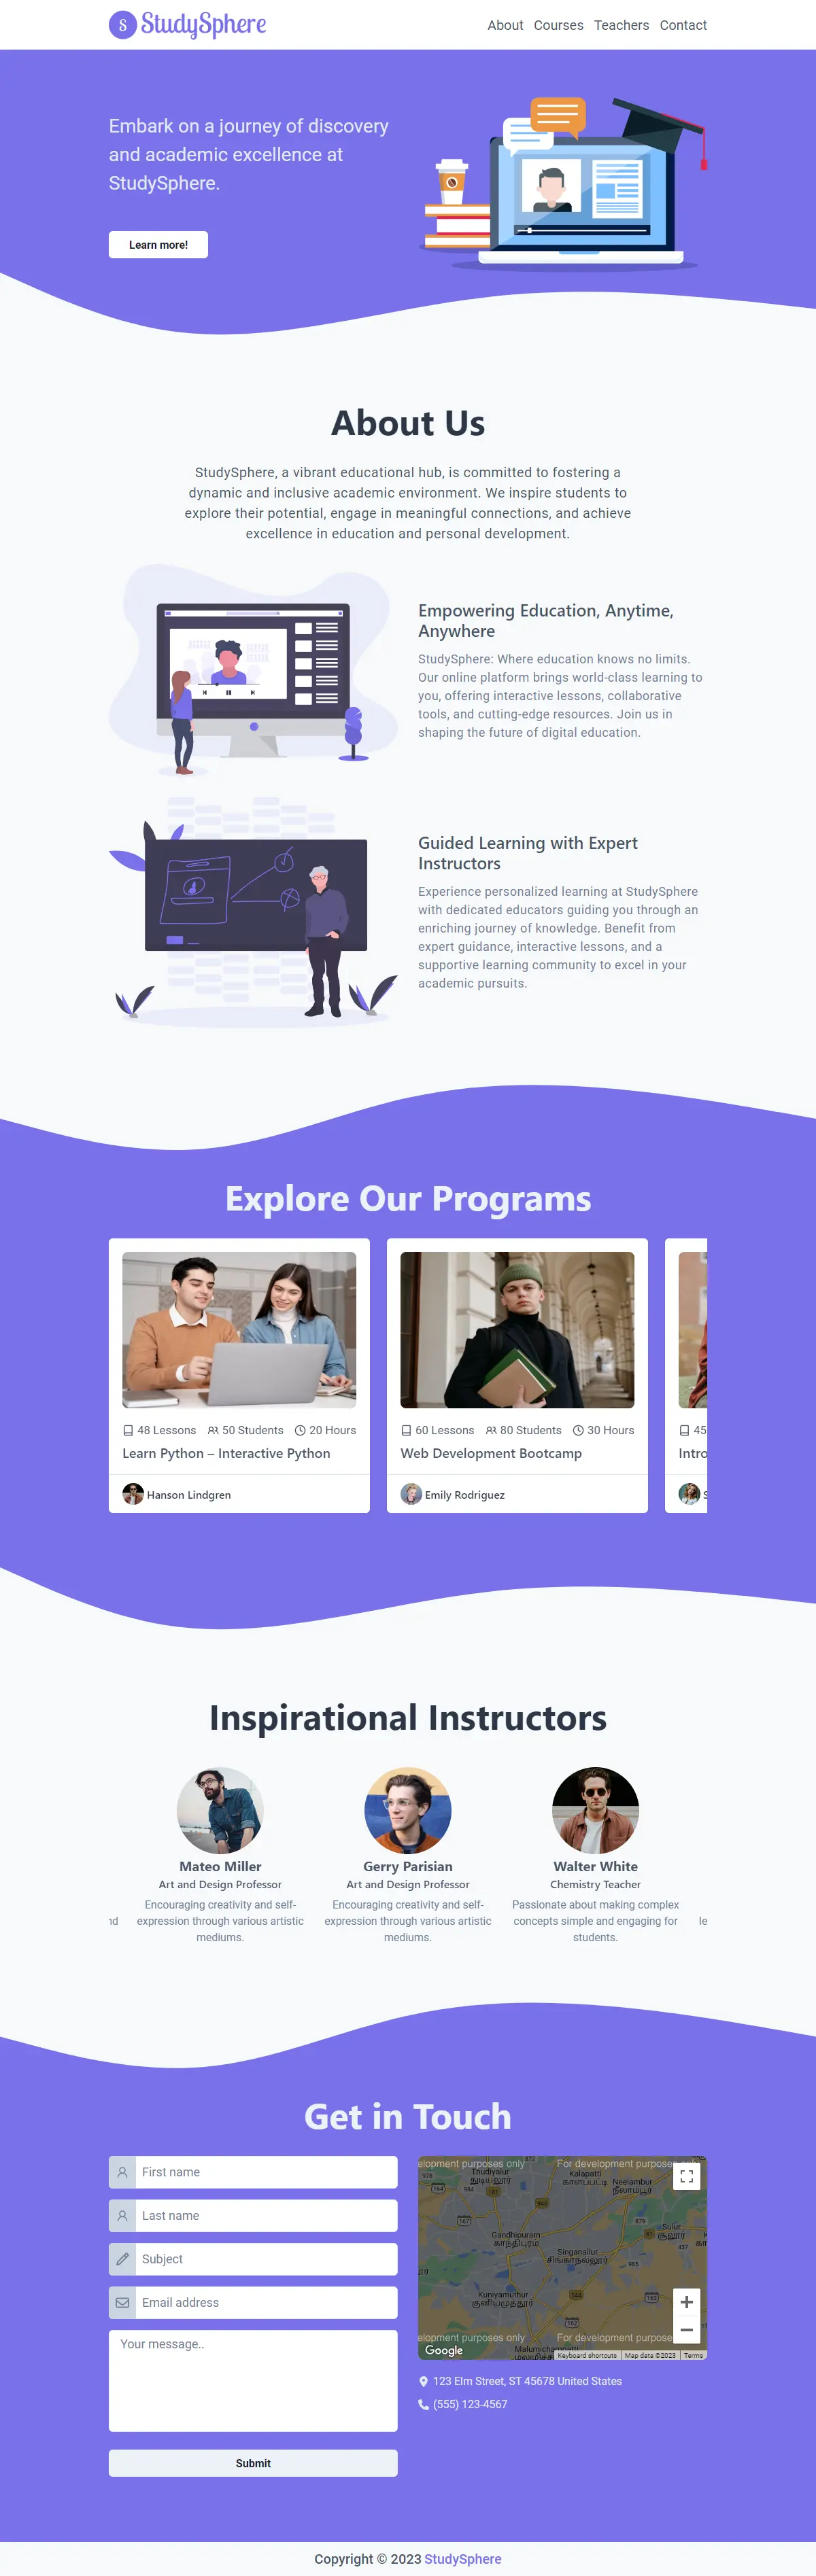 S StudySphere
About Courses Teachers Contact
Embark on a journey of discovery
and academic excellence at
StudySphere.
Learn more!
About Us
StudySphere, a vibrant educational hub, is committed to fostering a
dynamic and inclusive academic environment. We inspire students to
explore their potential, engage in meaningful connections, and achieve
excellence in education and personal development.
Empowering Education, Anytime,
Anywhere
StudySphere: Where education knows no limits.
Our online platform brings world-class learning to
you, offering interactive lessons, collaborative
tools, and cutting-edge resources. Join us in
shaping the future of digital education.
Guided Learning with Expert
Instructors
Experience personalized learning at StudySphere
with dedicated educators guiding you through an
enriching journey of knowledge. Benefit from
expert guidance, interactive lessons, and a
supportive learning community to excel in your
academic pursuits.
Explore Our Programs
48 Lessons 50 Students 20 Hours
Learn Python – Interactive Python
Hanson Lindgren
60 Lessons 80 Students 30 Hours
Web Development Bootcamp
Emily Rodriguez
45
Intro
S
Inspirational Instructors
Mateo Miller
Art and Design Professor
Encouraging creativity and self-
expression through various artistic
mediums.
Gerry Parisian
Art and Design Professor
Encouraging creativity and self-
expression through various artistic
mediums.
Walter White
Chemistry Teacher
Passionate about making complex
concepts simple and engaging for
students.
nd
le
Get in Touch
First name
Last name
Subject
Email address
Your message..
Submit
elopment purposes only For development purpose
Thudiyalur
துடியலூர்
Kalapatti
காளப்பட்டி
Neelambur
நீலாம்பூர்
Gandhipuram
காந்திபுரம்
Singanallur
சிங்காநல்லூர்
Sulur
சூலூர்
Kuniyamuthur
குனியமுத்தூர்
elopment purposes only For development purpose
Malumichampatti
Google
Keyboard shortcuts Map data ©2023 Terms
123 Elm Street, ST 45678 United States
(555) 123-4567
Copyright © 2023 StudySphere